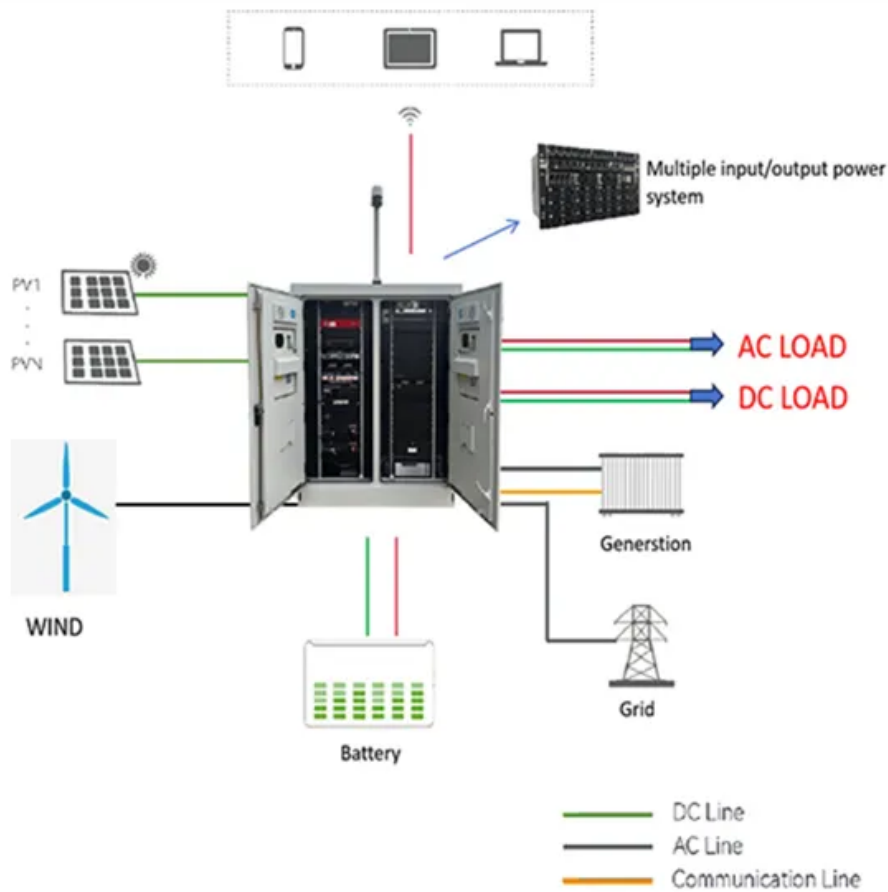 Multiple input/output power
system
PV1
PVN
AC LOAD
DC LOAD
WIND
Generstion
Grid
Battery
DC Line
AC Line
Communication Line